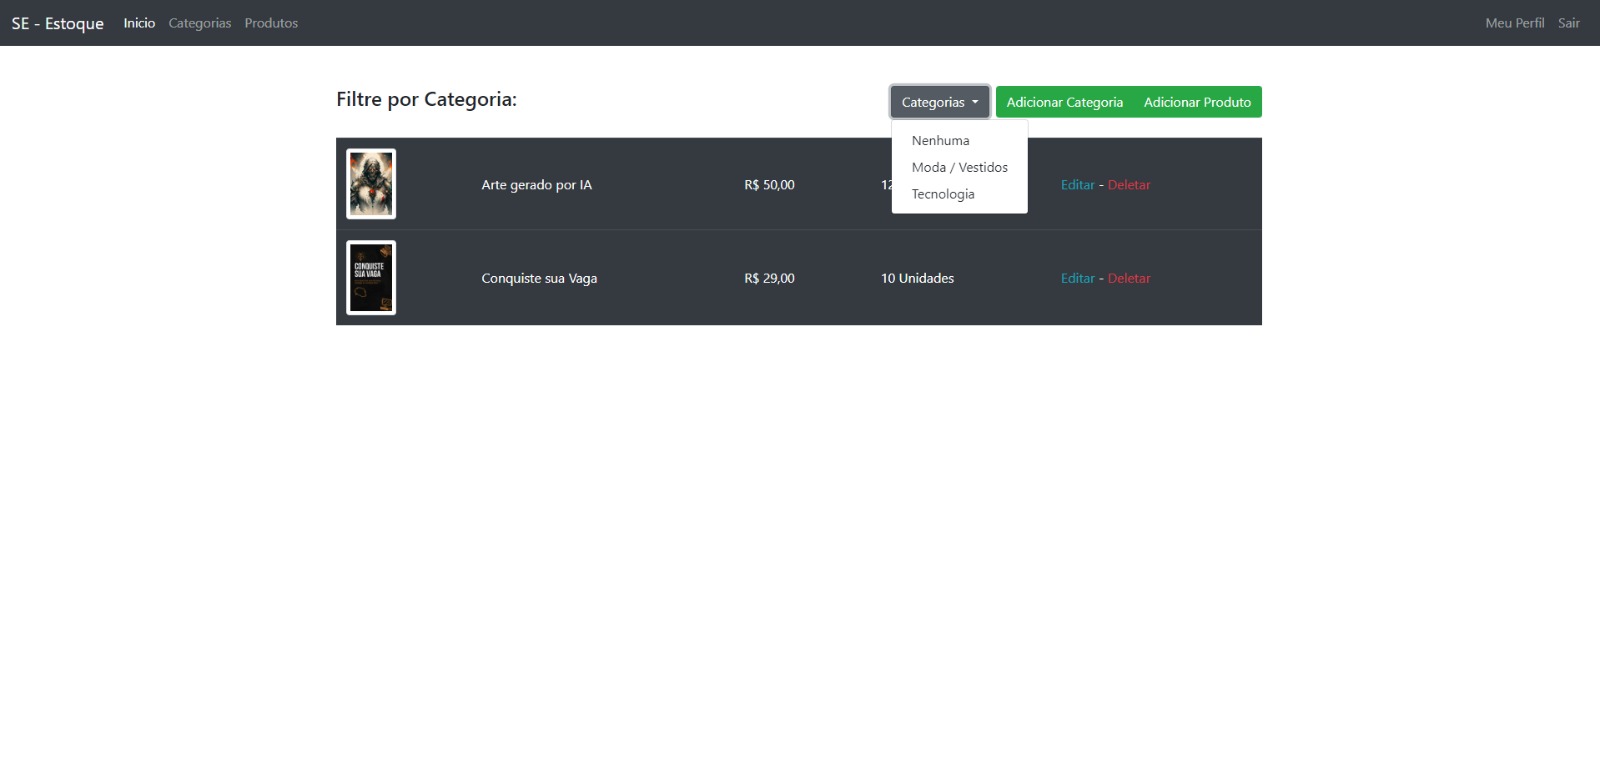 SE - Estoque Inicio Categorias Produtos Meu Perfil Sair
Filtre por Categoria:
Categorias Adicionar Categoria Adicionar Produto
Nenhuma
Moda / Vestidos
Tecnologia
Arte gerado por IA R$ 50,00 12 Editar - Deletar
CONQUISTE
SUA VAGA
Conquiste sua Vaga R$ 29,00 10 Unidades Editar - Deletar